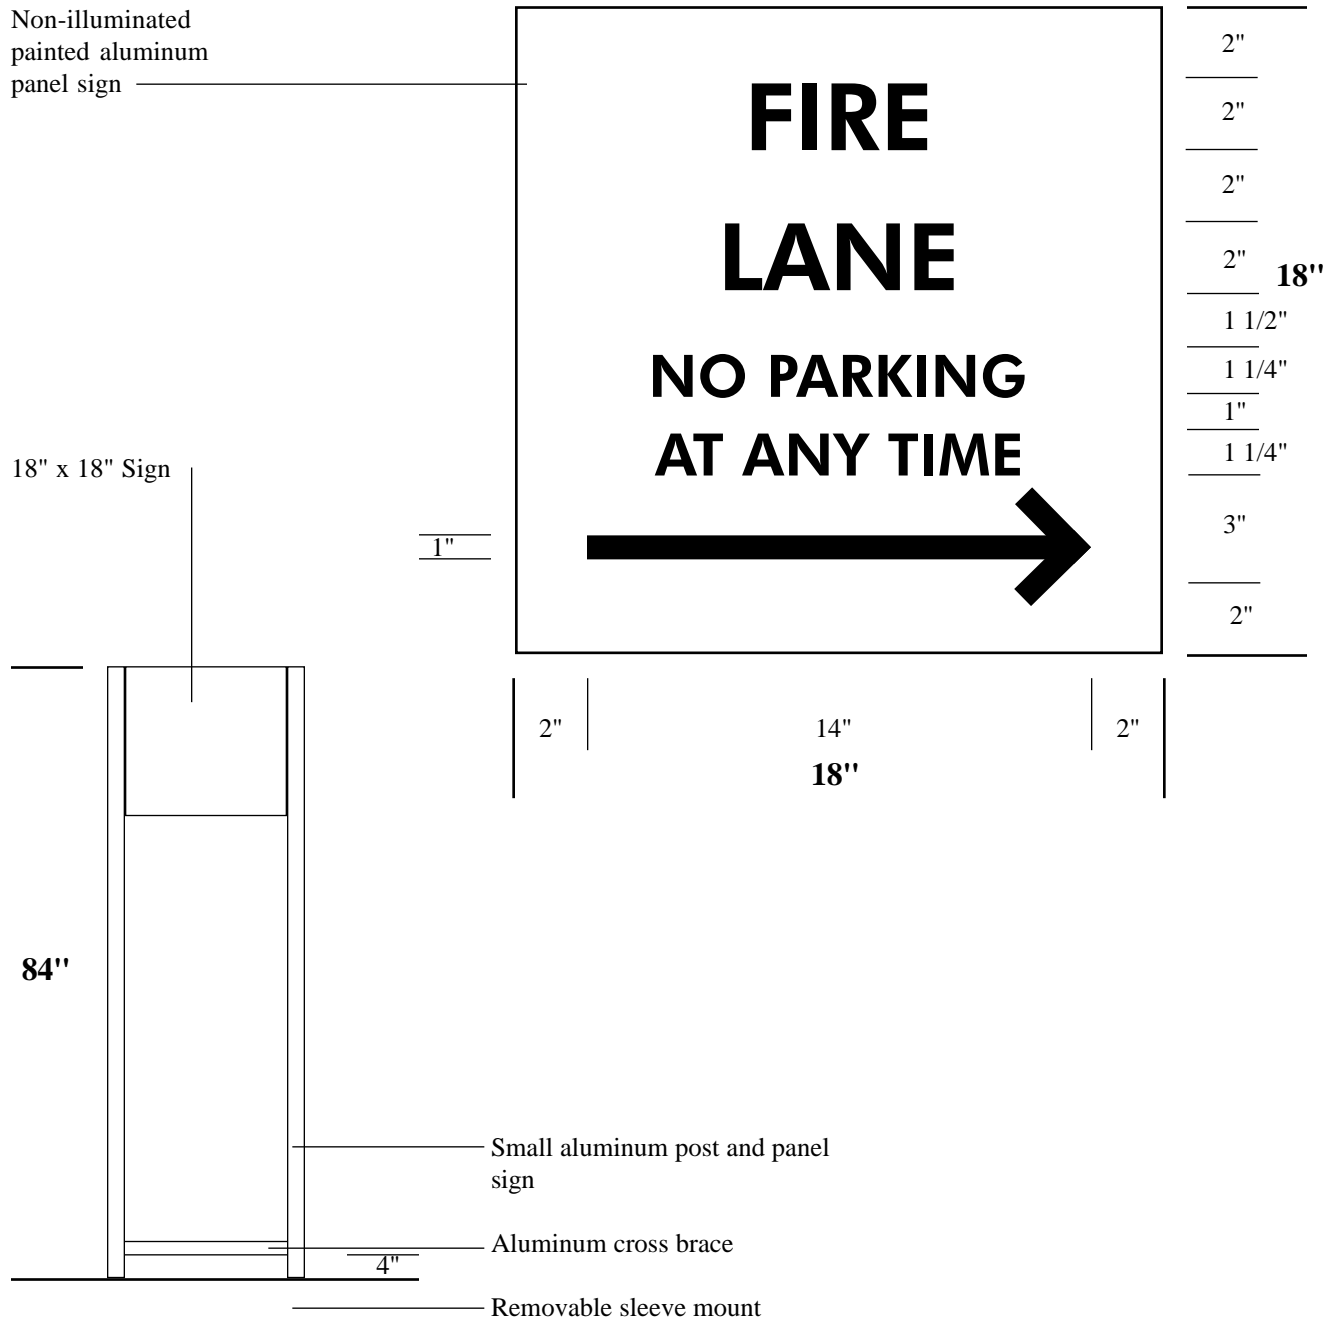 Non-illuminated
painted aluminum
panel sign
FIRE
LANE
NO PARKING
AT ANY TIME
2"
2"
2"
2"
18"
1 1/2"
1 1/4"
1"
1 1/4"
3"
2"
18" x 18" Sign
1"
2"
14"
2"
18"
84"
Small aluminum post and panel
sign
Aluminum cross brace
4"
Removable sleeve mount